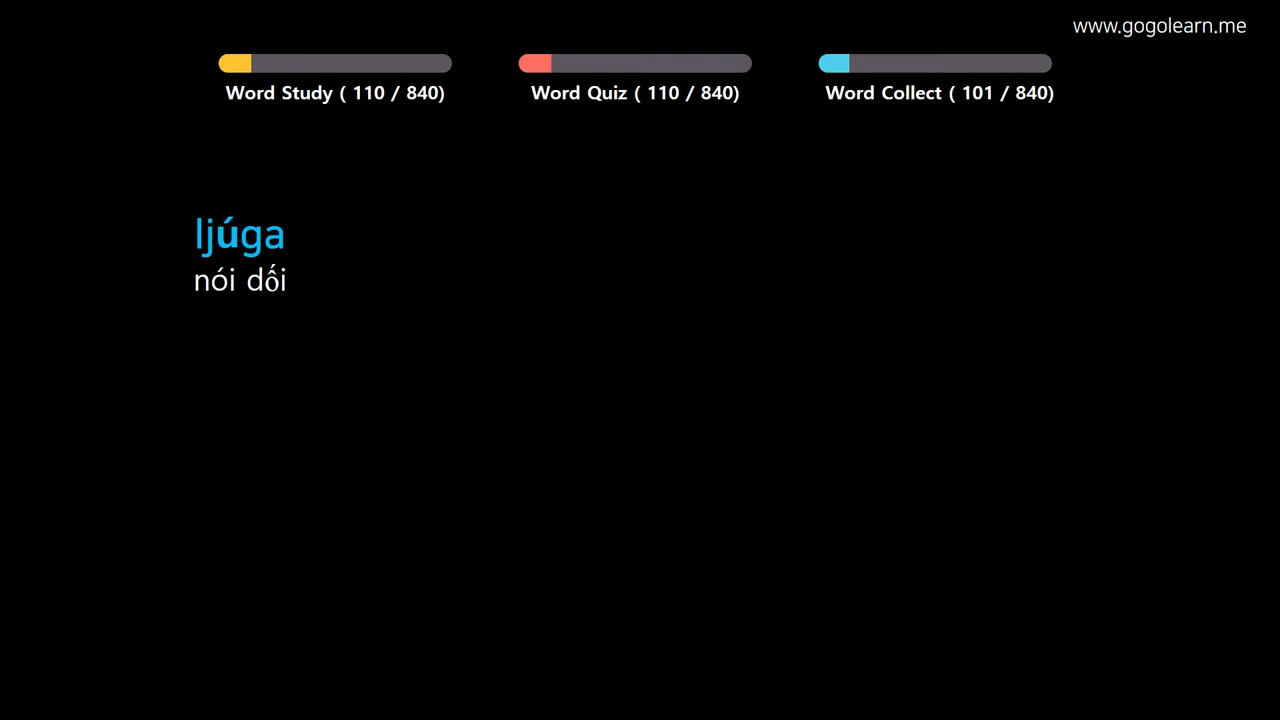 www.gogolearn.me
Word Study ( 110 / 840)
Word Quiz ( 110 / 840)
Word Collect ( 101 / 840)
ljúga
nói dối